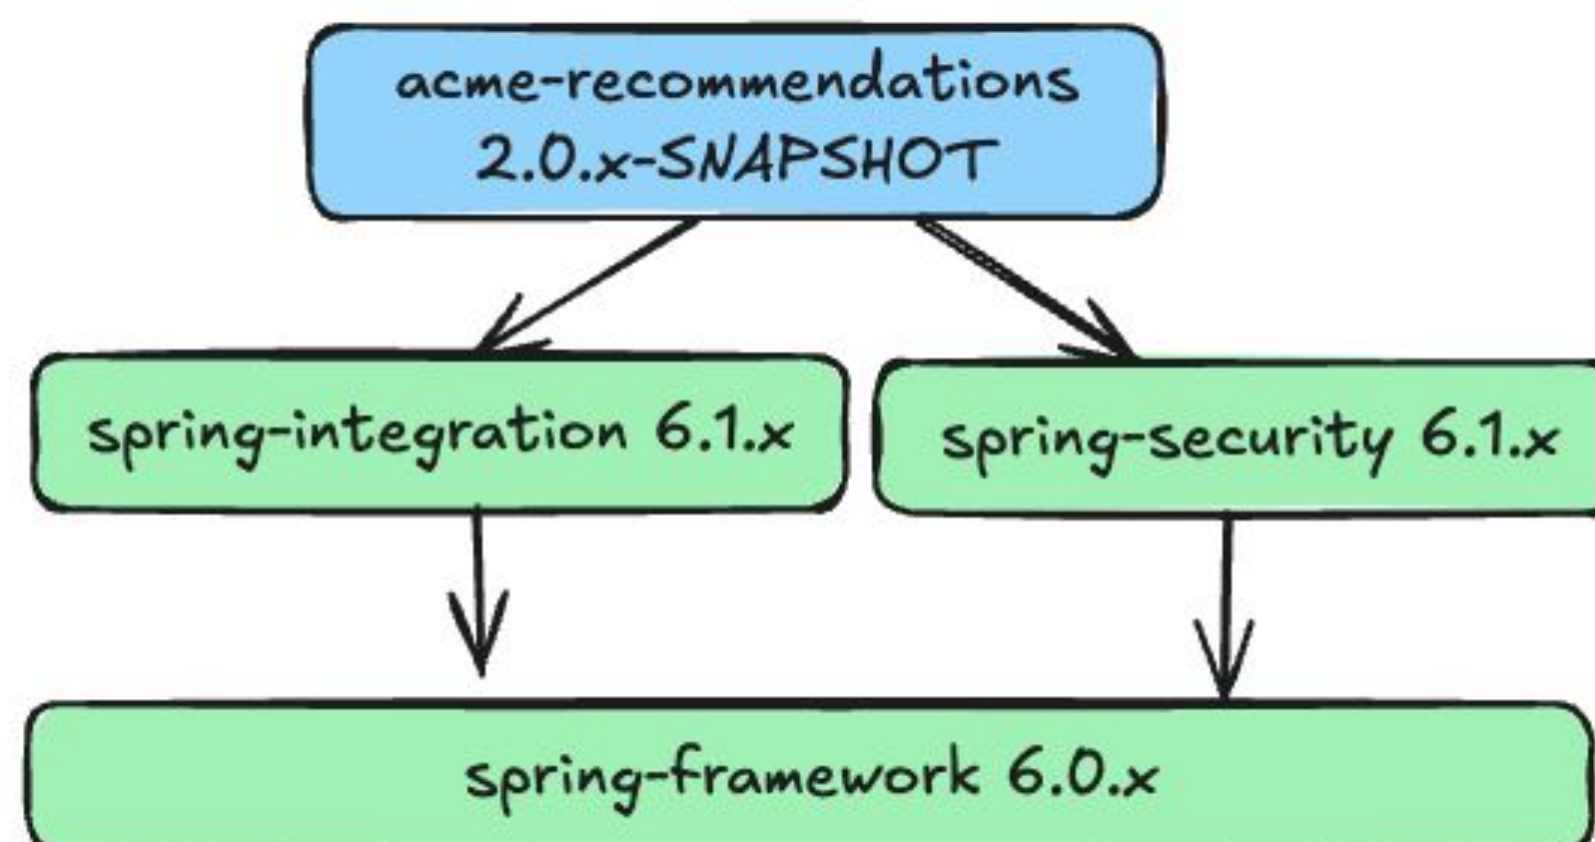 acme-recommendations
2.0.x-SNAPSHOT
spring-integration 6.1.x
spring-security 6.1.x
spring-framework 6.0.x